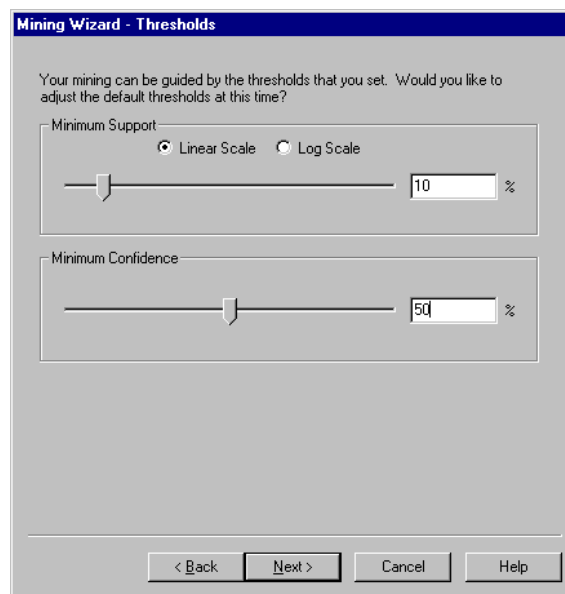 Mining Wizard - Thresholds
Your mining can be guided by the thresholds that you set. Would you like to
adjust the default thresholds at this time?
Minimum Support
Linear Scale Log Scale
10 %
Minimum Confidence
50 %
< Back Next > Cancel Help